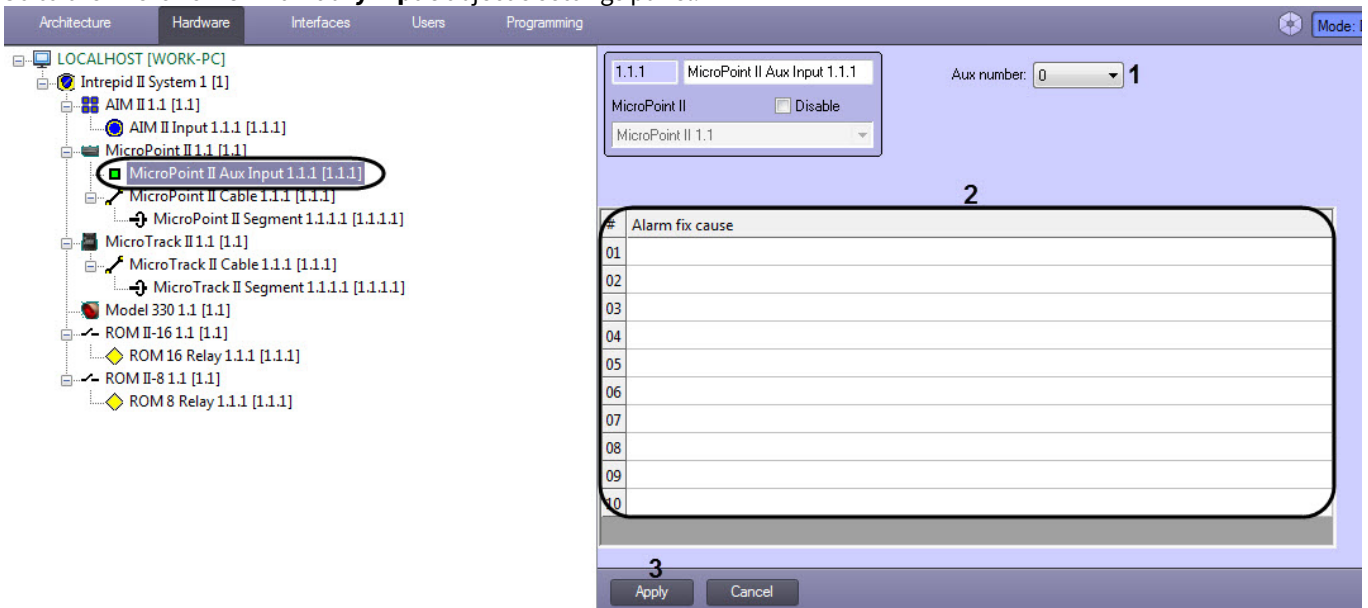 Architecture Hardware Interfaces Users Programming Mode:
LOCALHOST [WORK-PC]
Intrepid II System 1 [1]
AIM II 1.1 [1.1]
AIM II Input 1.1.1 [1.1.1]
MicroPoint II 1.1 [1.1]
MicroPoint II Aux Input 1.1.1 [1.1.1]
MicroPoint II Cable 1.1.1 [1.1.1]
MicroPoint II Segment 1.1.1.1 [1.1.1.1]
MicroTrack II 1.1 [1.1]
MicroTrack II Cable 1.1.1 [1.1.1]
MicroTrack II Segment 1.1.1.1 [1.1.1.1]
Model 330 1.1 [1.1]
ROM II-16 1.1 [1.1]
ROM 16 Relay 1.1.1 [1.1.1]
ROM II-8 1.1 [1.1]
ROM 8 Relay 1.1.1 [1.1.1]
1.1.1 MicroPoint II Aux Input 1.1.1
MicroPoint II Disable
MicroPoint II 1.1
Aux number: 0 1
2
# Alarm fix cause
01
02
03
04
05
06
07
08
09
10
3
Apply Cancel